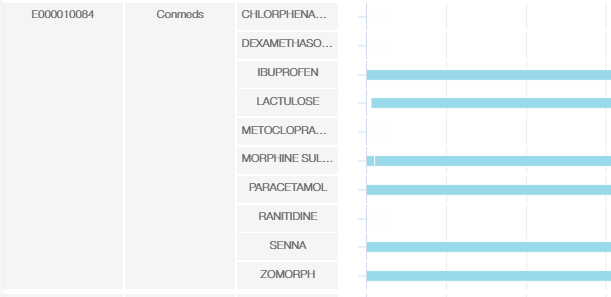 E000010084 Conmeds CHLORPHENA...
DEXAMETHASO...
IBUPROFEN
LACTULOSE
METOCLOPRA...
MORPHINE SUL...
PARACETAMOL
RANITIDINE
SENNA
ZOMORPH